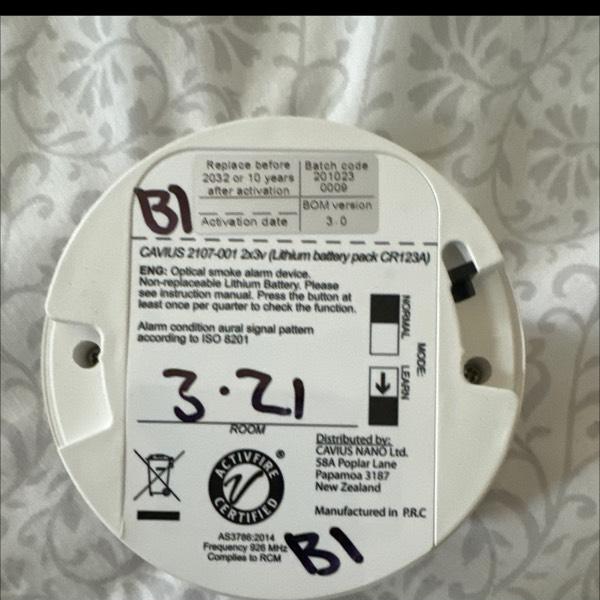 Replace before
2032 or 10 years
after activation
Activation date
Batch code
201023
0009
BOM version
3.0
B1
CAVIUS 2107-001 2x3v (Lithium battery pack CR123A)
ENG: Optical smoke alarm device.
Non-replaceable Lithium Battery. Please
see instruction manual. Press the button at
least once per quarter to check the function.
Alarm condition aural signal pattern
according to ISO 8201
NORMAL
MODE:
LEARN
3.21
ROOM
ACTIVFIRE
CERTIFIED
®
AS3786:2014
Frequency 926 MHz
Complies to RCM
Distributed by:
CAVIUS NANO Ltd.
58A Poplar Lane
Papamoa 3187
New Zealand
Manufactured in P.R.C
B1